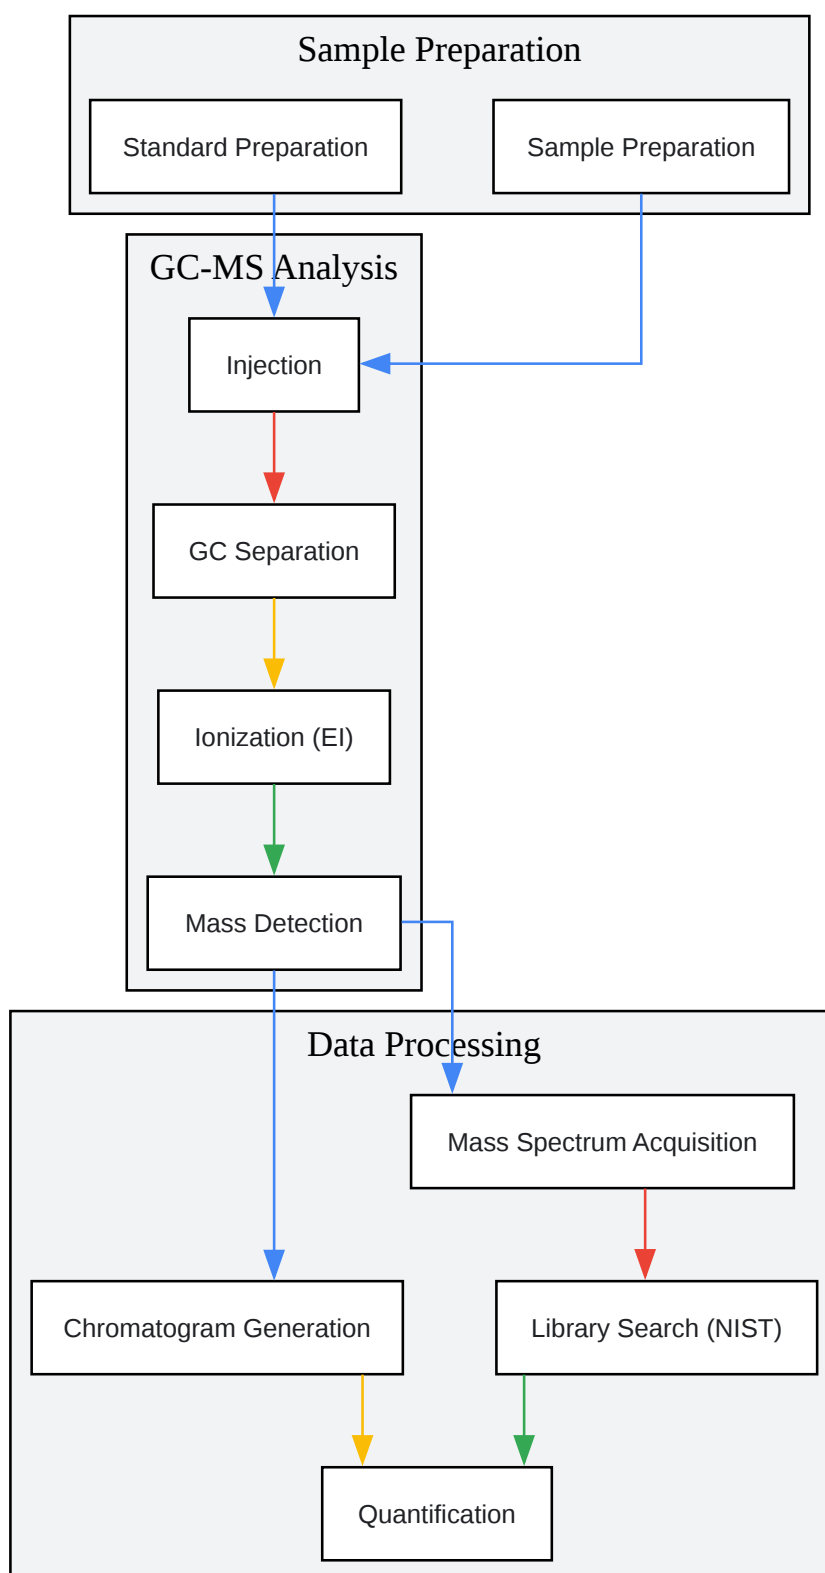 Sample Preparation
Standard Preparation
Sample Preparation
GC-MS Analysis
Injection
GC Separation
Ionization (EI)
Mass Detection
Data Processing
Mass Spectrum Acquisition
Chromatogram Generation
Library Search (NIST)
Quantification